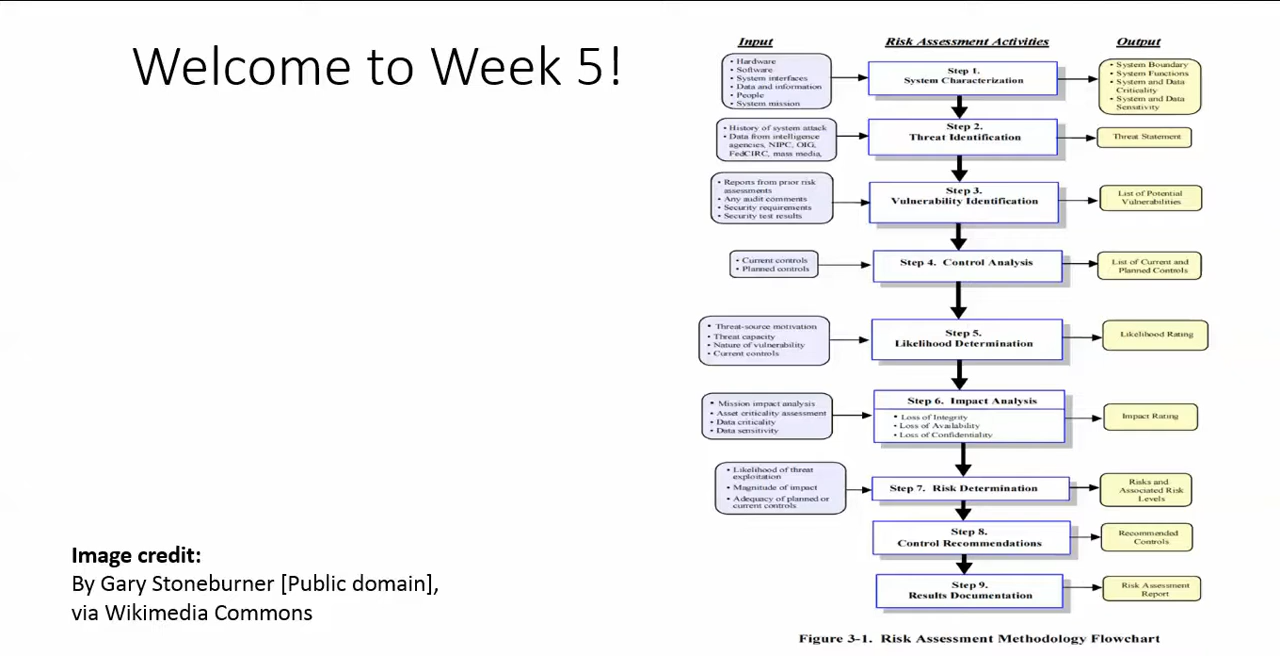 Welcome to Week 5!
Image credit:
By Gary Stoneburner [Public domain],
via Wikimedia Commons
Input
Risk Assessment Activities
Output
• Hardware
• Software
• System interfaces
• Data and information
• People
• System mission
Step 1.
System Characterization
• System Boundary
• System Functions
• System and Data
Criticality
• System and Data
Sensitivity
• History of system attack
• Data from intelligence
agencies, NIPC, OIG,
FedCIRC, mass media,
Step 2.
Threat Identification
Threat Statement
• Reports from prior risk
assessments
• Any audit comments
• Security requirements
• Security test results
Step 3.
Vulnerability Identification
List of Potential
Vulnerabilities
• Current controls
• Planned controls
Step 4. Control Analysis
List of Current and
Planned Controls
• Threat-source motivation
• Threat capacity
• Nature of vulnerability
• Current controls
Step 5.
Likelihood Determination
Likelihood Rating
• Mission impact analysis
• Asset criticality assessment
• Data criticality
• Data sensitivity
Step 6. Impact Analysis
• Loss of Integrity
• Loss of Availability
• Loss of Confidentiality
Impact Rating
• Likelihood of threat
exploitation
• Magnitude of impact
• Adequacy of planned or
current controls
Step 7. Risk Determination
Risks and
Associated Risk
Levels
Step 8.
Control Recommendations
Recommended
Controls
Step 9.
Results Documentation
Risk Assessment
Report
Figure 3-1. Risk Assessment Methodology Flowchart